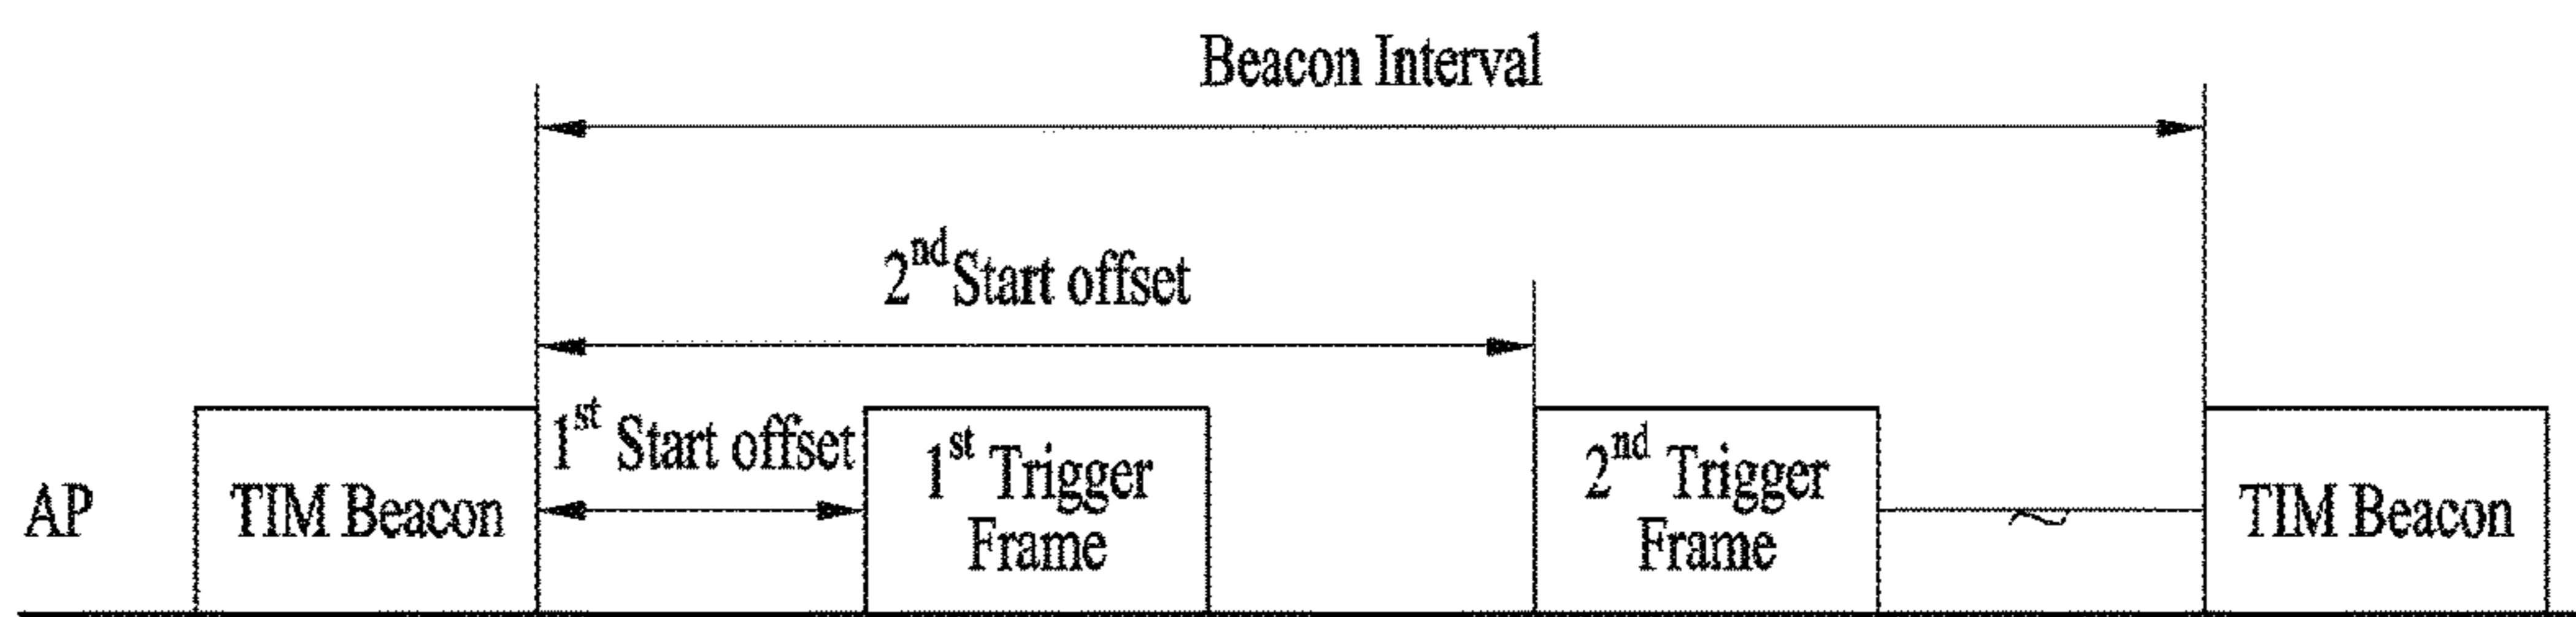 Beacon Interval
2nd Start offset
1st Start offset
AP
TIM Beacon
1st Trigger
Frame
2nd Trigger
Frame
TIM Beacon